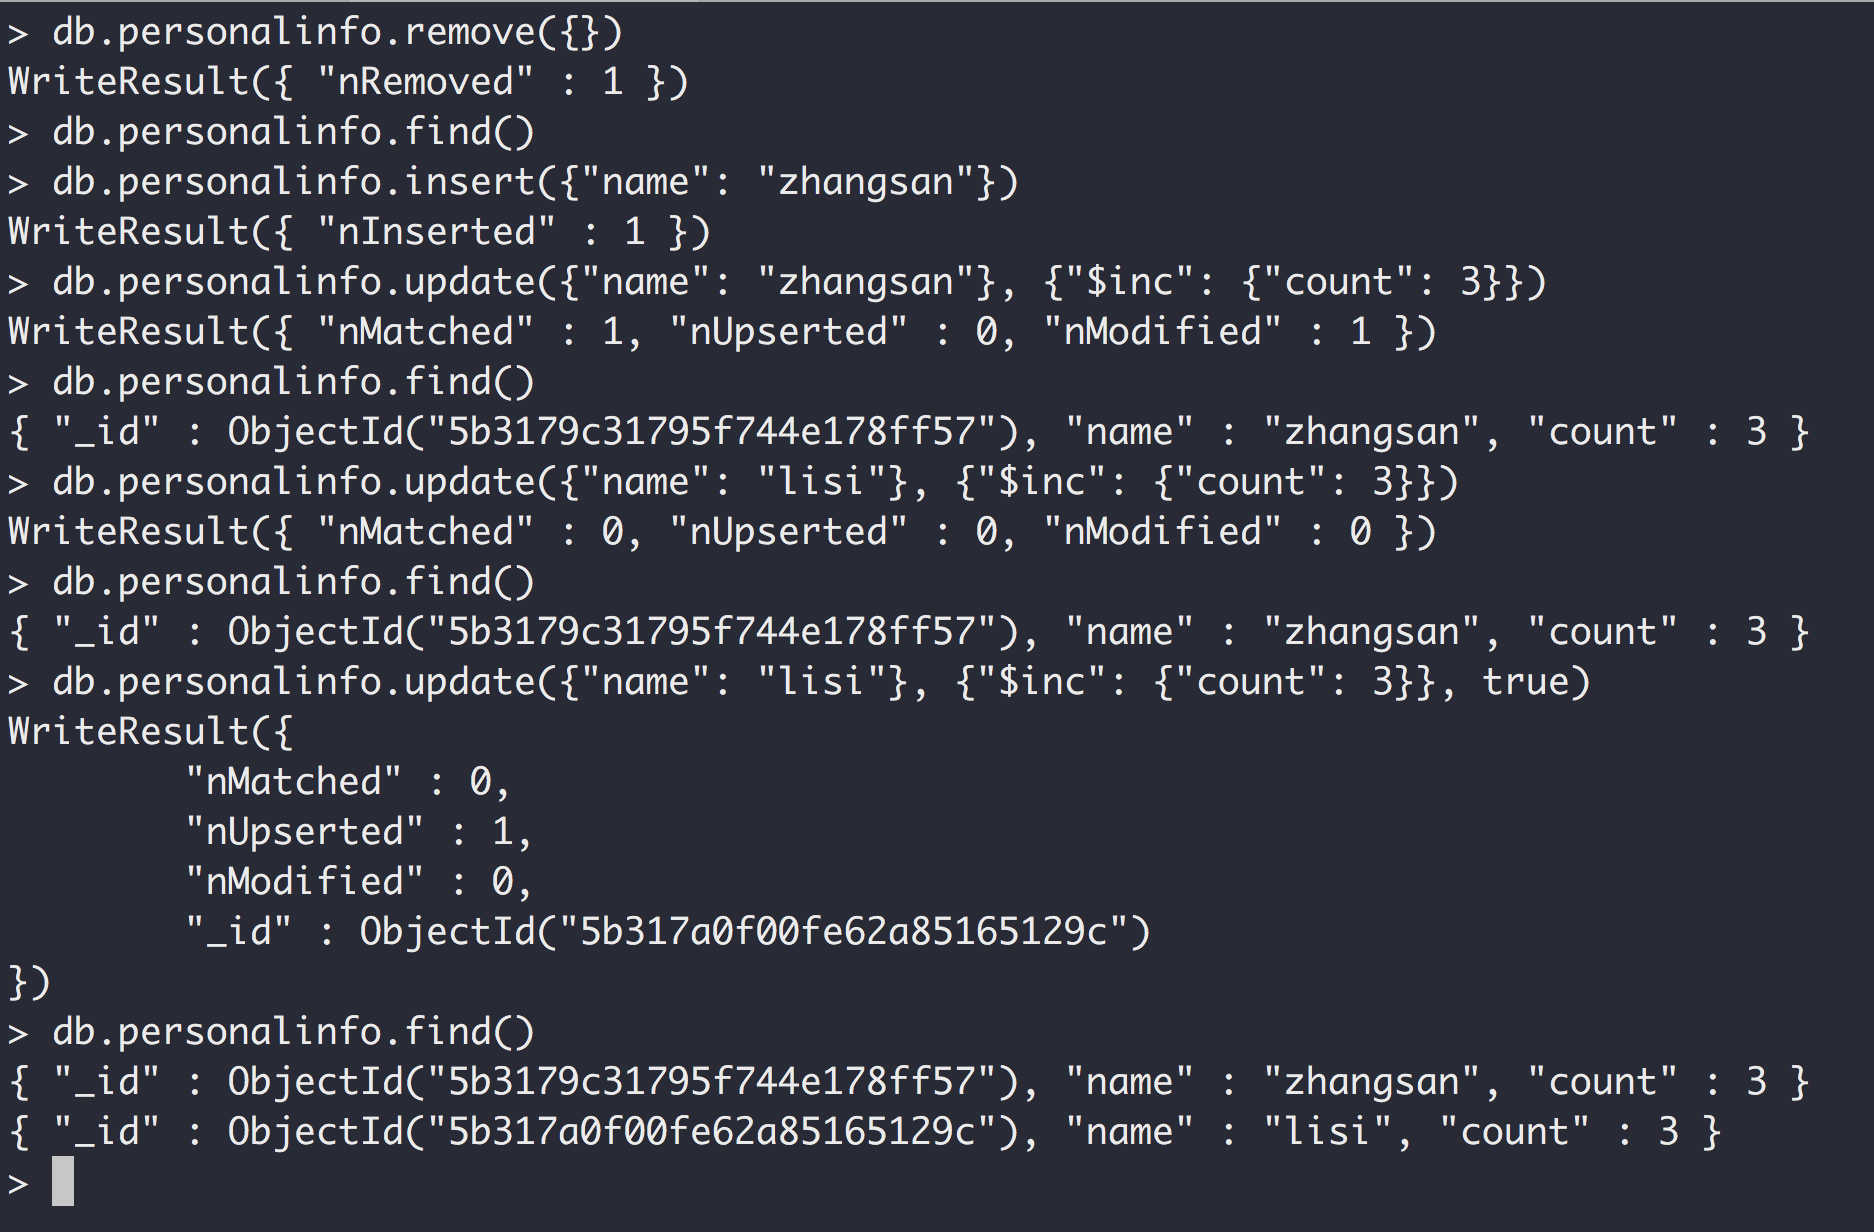 > db.personalinfo.remove({})
WriteResult({ "nRemoved" : 1 })
> db.personalinfo.find()
> db.personalinfo.insert({"name": "zhangsan"})
WriteResult({ "nInserted" : 1 })
> db.personalinfo.update({"name": "zhangsan"}, {"$inc": {"count": 3}})
WriteResult({ "nMatched" : 1, "nUpserted" : 0, "nModified" : 1 })
> db.personalinfo.find()
{ "_id" : ObjectId("5b3179c31795f744e178ff57"), "name" : "zhangsan", "count" : 3 }
> db.personalinfo.update({"name": "lisi"}, {"$inc": {"count": 3}})
WriteResult({ "nMatched" : 0, "nUpserted" : 0, "nModified" : 0 })
> db.personalinfo.find()
{ "_id" : ObjectId("5b3179c31795f744e178ff57"), "name" : "zhangsan", "count" : 3 }
> db.personalinfo.update({"name": "lisi"}, {"$inc": {"count": 3}}, true)
WriteResult({
        "nMatched" : 0,
        "nUpserted" : 1,
        "nModified" : 0,
        "_id" : ObjectId("5b317a0f00fe62a85165129c")
})
> db.personalinfo.find()
{ "_id" : ObjectId("5b3179c31795f744e178ff57"), "name" : "zhangsan", "count" : 3 }
{ "_id" : ObjectId("5b317a0f00fe62a85165129c"), "name" : "lisi", "count" : 3 }
>